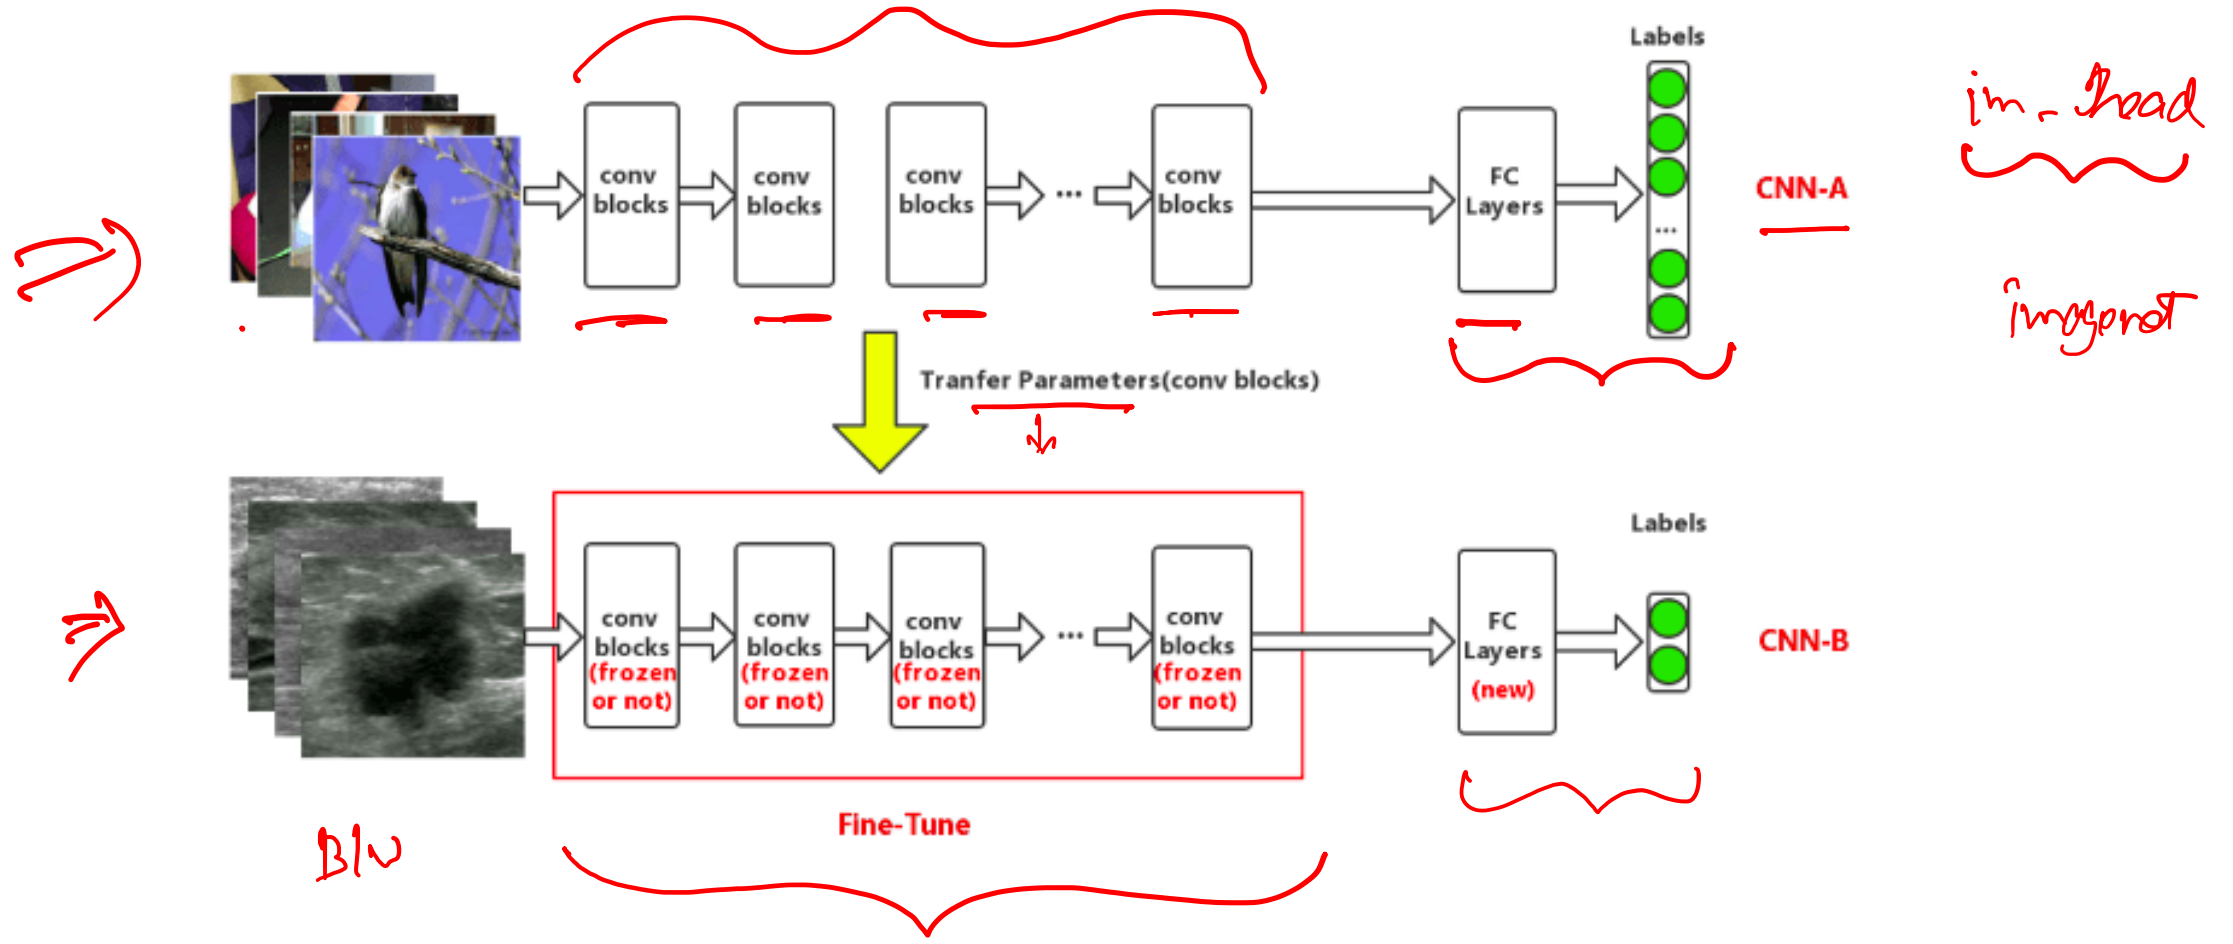 Labels
conv
blocks
conv
blocks
conv
blocks
...
conv
blocks
FC
Layers
...
CNN-A
imagenet
Tranfer Parameters(conv blocks)
Labels
conv
blocks
(frozen
or not)
conv
blocks
(frozen
or not)
conv
blocks
(frozen
or not)
...
conv
blocks
(frozen
or not)
FC
Layers
(new)
CNN-B
Fine-Tune
B/W